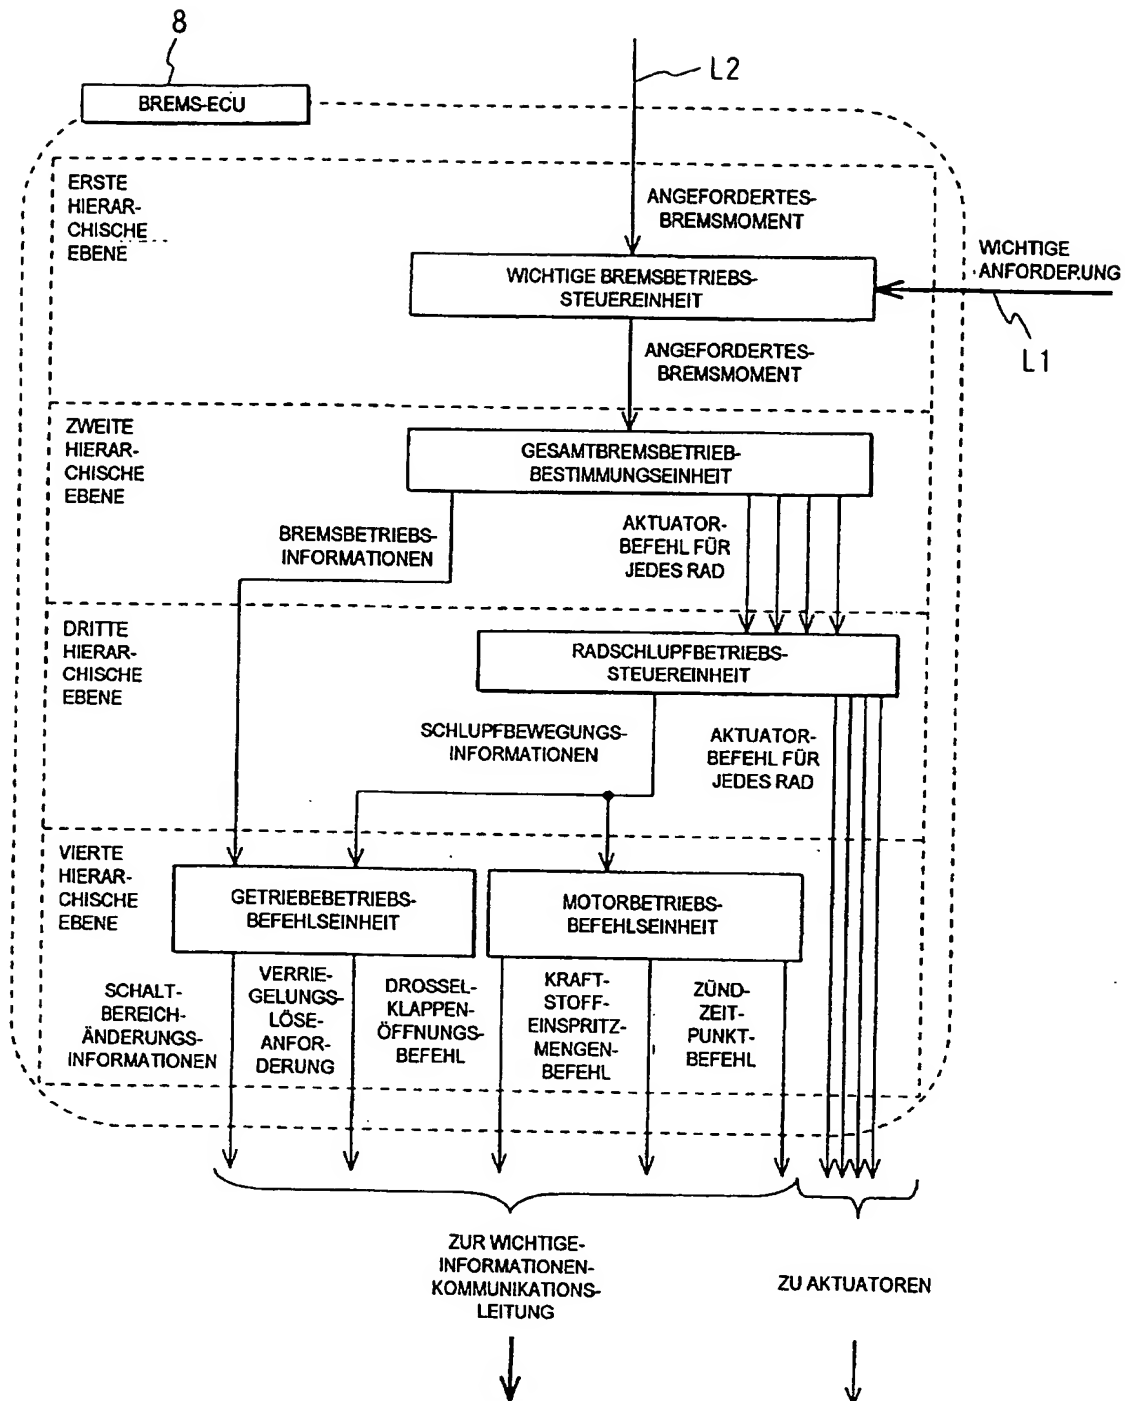 8
L2
BREMS-ECU
ERSTE
HIERAR-
CHISCHE
EBENE
ANGEFORDERTES-
BREMSMOMENT
WICHTIGE
ANFORDERUNG
WICHTIGE BREMSBETRIEBS-
STEUEREINHEIT
L1
ANGEFORDERTES-
BREMSMOMENT
ZWEITE
HIERAR-
CHISCHE
EBENE
GESAMTBREMSBETRIEB-
BESTIMMUNGSEINHEIT
BREMSBETRIEBS-
INFORMATIONEN
AKTUATOR-
BEFEHL FÜR
JEDES RAD
DRITTE
HIERAR-
CHISCHE
EBENE
RADSCHLUPFBETRIEBS-
STEUEREINHEIT
SCHLUPFBEWEGUNGS-
INFORMATIONEN
AKTUATOR-
BEFEHL FÜR
JEDES RAD
VIERTE
HIERAR-
CHISCHE
EBENE
GETRIEBEBETRIEBS-
BEFEHLSEINHEIT
MOTORBETRIEBS-
BEFEHLSEINHEIT
SCHALT-
BEREICH-
ÄNDERUNGS-
INFORMATIONEN
VERRIE-
GELUNGS-
LÖSE-
ANFOR-
DERUNG
DROSSEL-
KLAPPEN-
ÖFFNUNGS-
BEFEHL
KRAFT-
STOFF-
EINSPRITZ-
MENGEN-
BEFEHL
ZÜND-
ZEIT-
PUNKT-
BEFEHL
ZUR WICHTIGE-
INFORMATIONEN-
KOMMUNIKATIONS-
LEITUNG
ZU AKTUATOREN